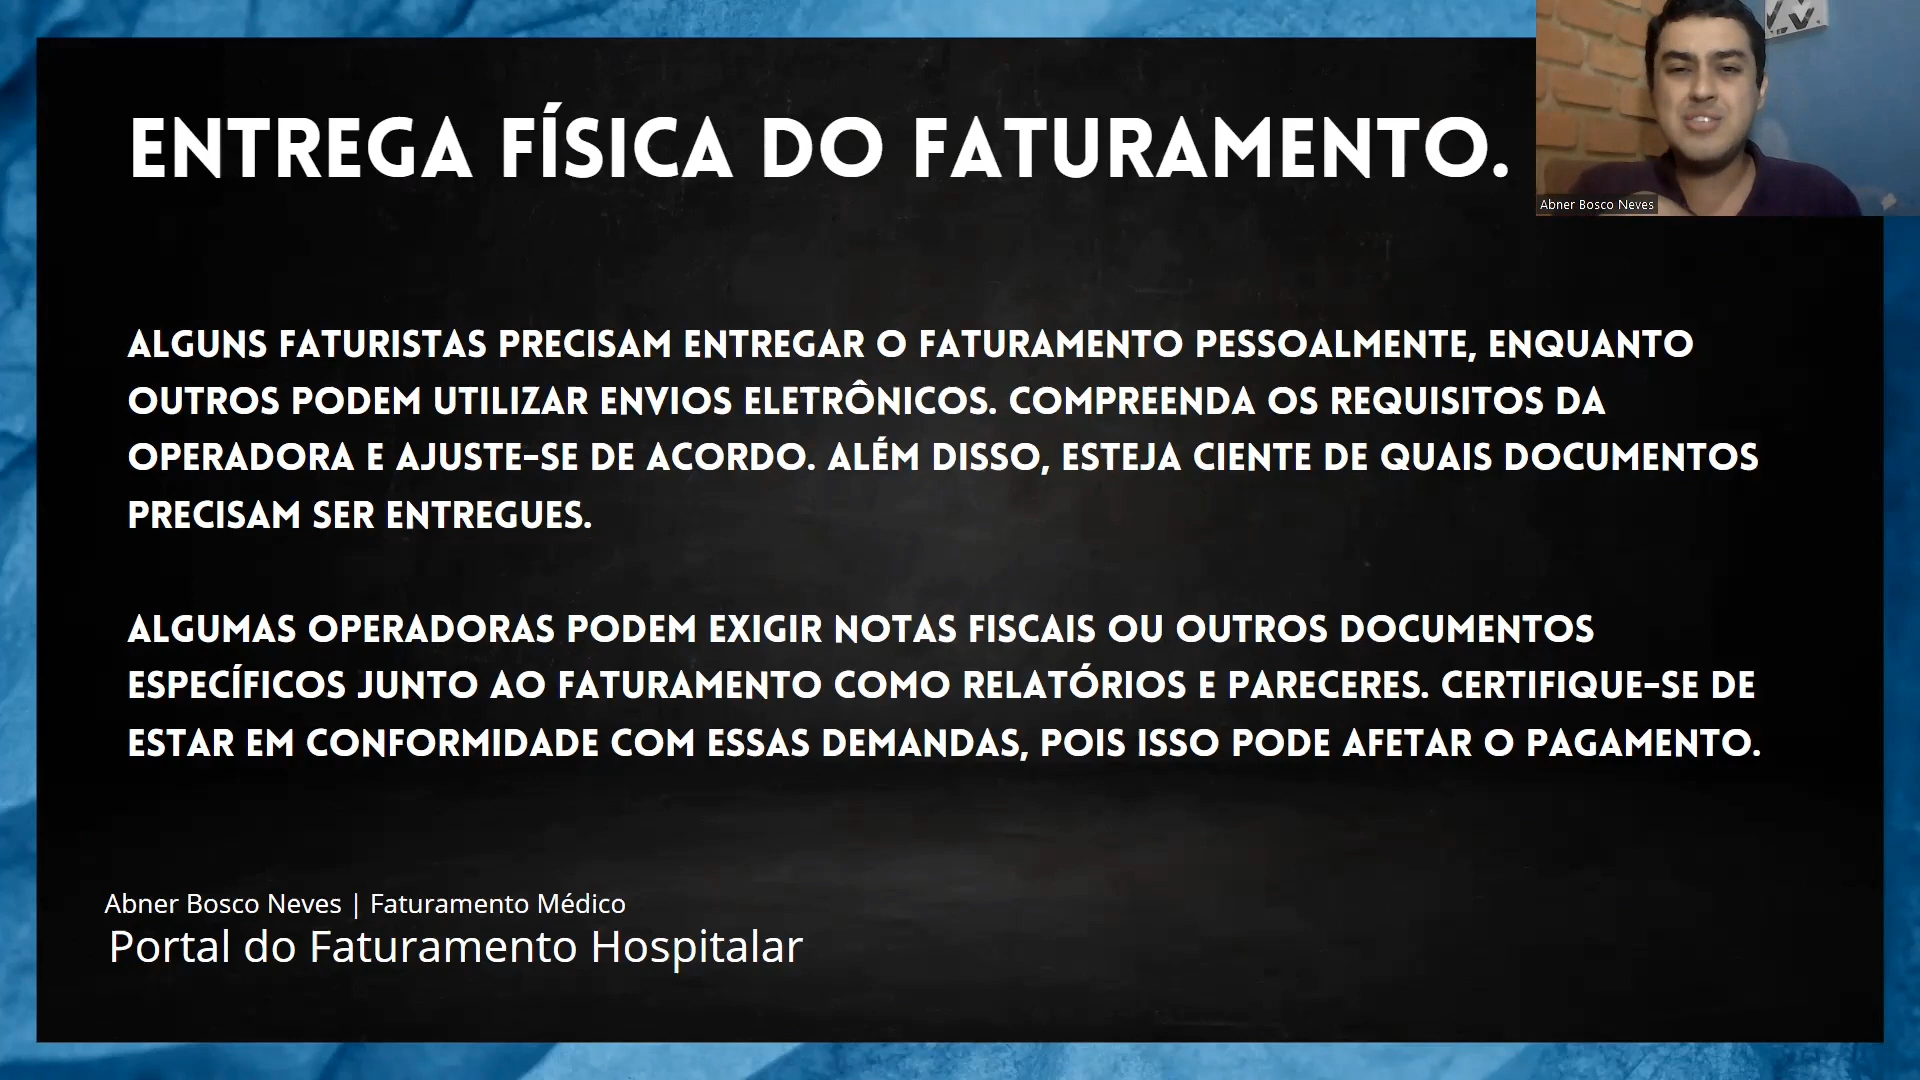 ENTREGA FÍSICA DO FATURAMENTO.
Abner Bosco Neves
ALGUNS FATURISTAS PRECISAM ENTREGAR O FATURAMENTO PESSOALMENTE, ENQUANTO
OUTROS PODEM UTILIZAR ENVIOS ELETRÔNICOS. COMPREENDA OS REQUISITOS DA
OPERADORA E AJUSTE-SE DE ACORDO. ALÉM DISSO, ESTEJA CIENTE DE QUAIS DOCUMENTOS
PRECISAM SER ENTREGUES.
ALGUMAS OPERADORAS PODEM EXIGIR NOTAS FISCAIS OU OUTROS DOCUMENTOS
ESPECÍFICOS JUNTO AO FATURAMENTO COMO RELATÓRIOS E PARECERES. CERTIFIQUE-SE DE
ESTAR EM CONFORMIDADE COM ESSAS DEMANDAS, POIS ISSO PODE AFETAR O PAGAMENTO.
Abner Bosco Neves | Faturamento Médico
Portal do Faturamento Hospitalar